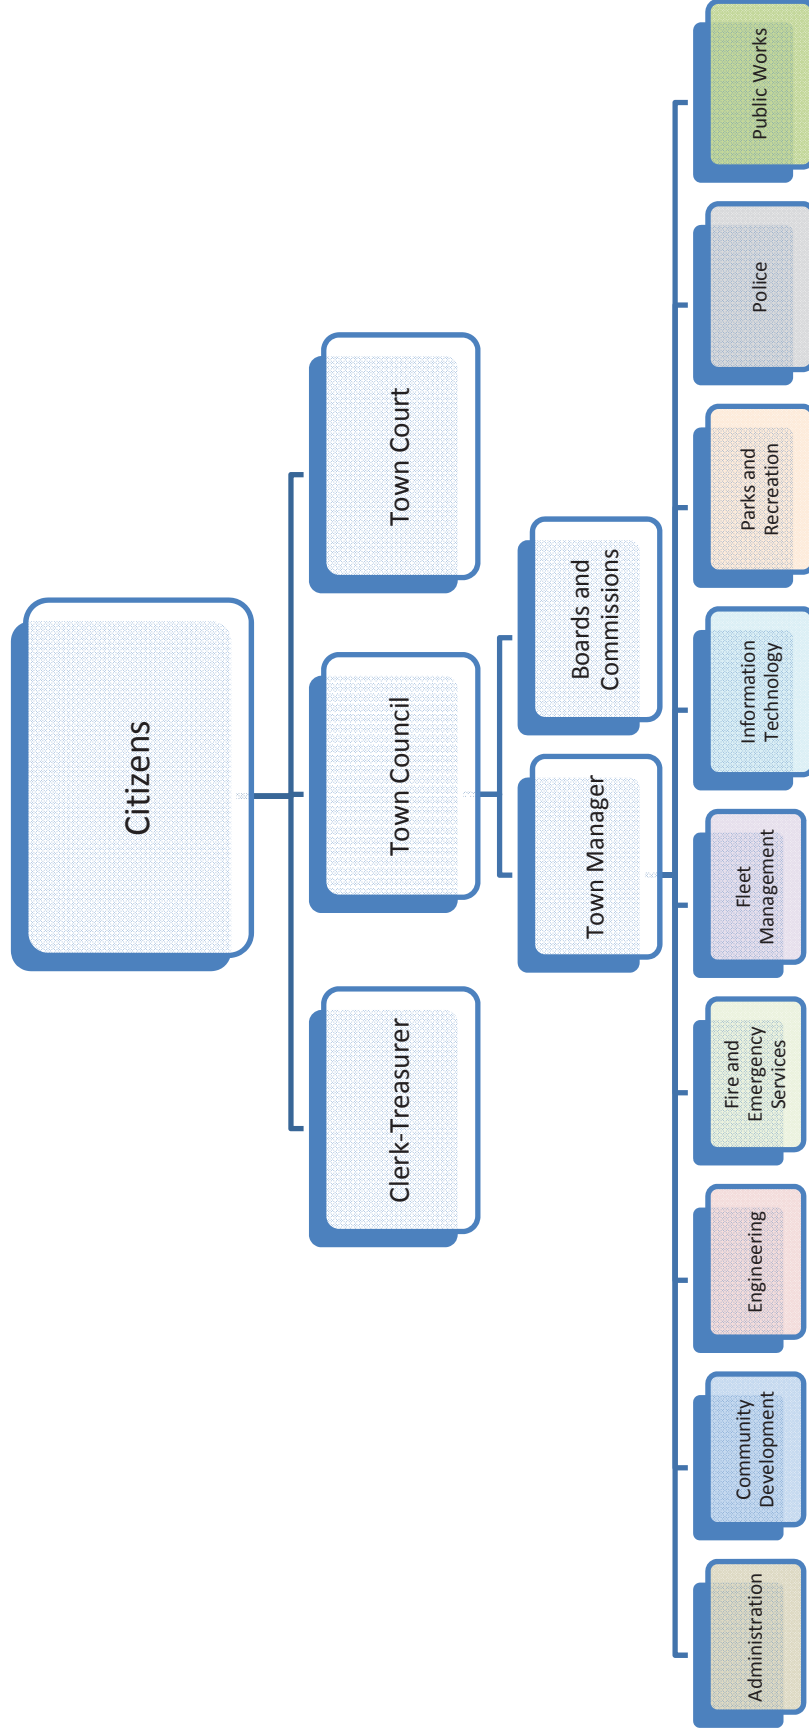 Citizens
Clerk-Treasurer
Town Council
Town Court
Town Manager
Boards and
Commissions
Administration
Community
Development
Engineering
Fire and
Emergency
Services
Fleet
Management
Information
Technology
Parks and
Recreation
Police
Public Works